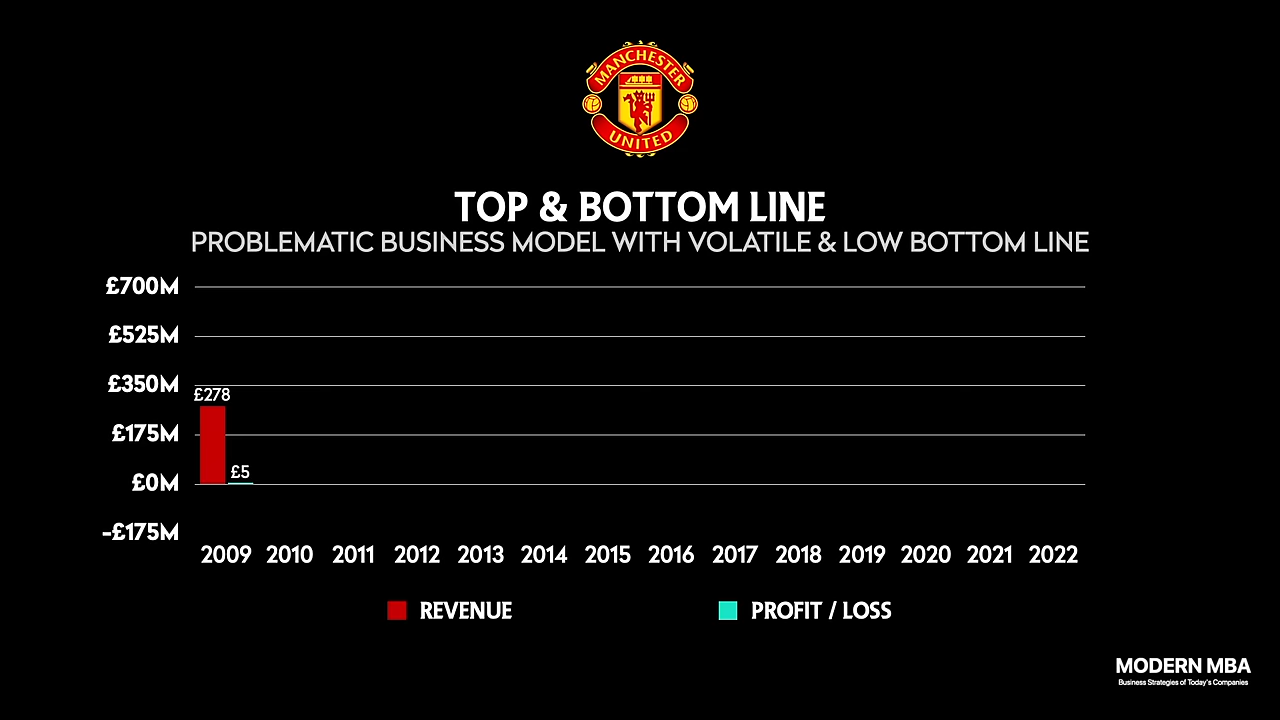 MANCHESTER
UNITED
TOP & BOTTOM LINE
PROBLEMATIC BUSINESS MODEL WITH VOLATILE & LOW BOTTOM LINE
£700M
£525M
£350M
£278
£175M
£5
£0M
-£175M
2009 2010 2011 2012 2013 2014 2015 2016 2017 2018 2019 2020 2021 2022
REVENUE PROFIT / LOSS
MODERN MBA
Business Strategies of Today's Companies